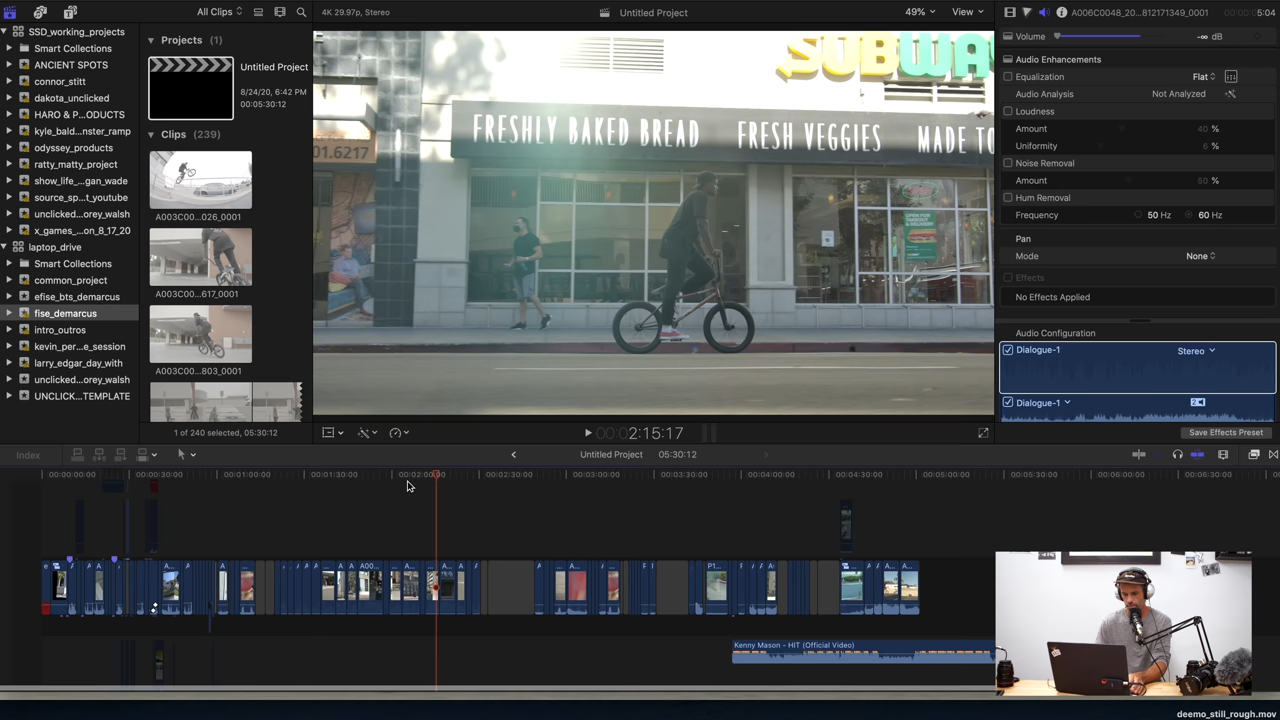 All Clips
4K 29.97p, Stereo
Untitled Project
49%
View
A006C0048_20...812171349_0001
5:04
SSD_working_projects
Smart Collections
ANCIENT SPOTS
connor_stitt
dakota_unclicked
HARO & P...ODUCTS
kyle_bald...nster_ramp
odyssey_products
ratty_matty_project
show_life_...gan_wade
source_sp...t_youtube
unclicked...orey_walsh
x_games_...on_8_17_20
laptop_drive
Smart Collections
common_project
efise_bts_demarcus
fise_demarcus
intro_outros
kevin_per...e_session
larry_edgar_day_with
unclicked...orey_walsh
UNCLICK...TEMPLATE
Projects (1)
Untitled Project
8/24/20, 6:42 PM
00:05:30:12
Clips (239)
A003C00...026_0001
A003C00...617_0001
A003C00...803_0001
1 of 240 selected, 05:30:12
SUBWA
FRESHLY BAKED BREAD FRESH VEGGIES MADE TO
01.6217
2:15:17
Volume -∞ dB
Audio Enhancements
Equalization Flat
Audio Analysis Not Analyzed
Loudness
Amount 40 %
Uniformity 6 %
Noise Removal
Amount 50 %
Hum Removal
Frequency 50 Hz 60 Hz
Pan
Mode None
Effects
No Effects Applied
Audio Configuration
Dialogue-1 Stereo
Dialogue-1
Save Effects Preset
Index
Untitled Project 05:30:12
00:00:00:00 00:00:30:00 00:01:00:00 00:01:30:00 00:02:00:00 00:02:30:00 00:03:00:00 00:03:30:00 00:04:00:00 00:04:30:00 00:05:00:00 00:05:30:00 00:06:00:00 00:06:30:00
Kenny Mason - HIT (Official Video)
deemo_still_rough.mov